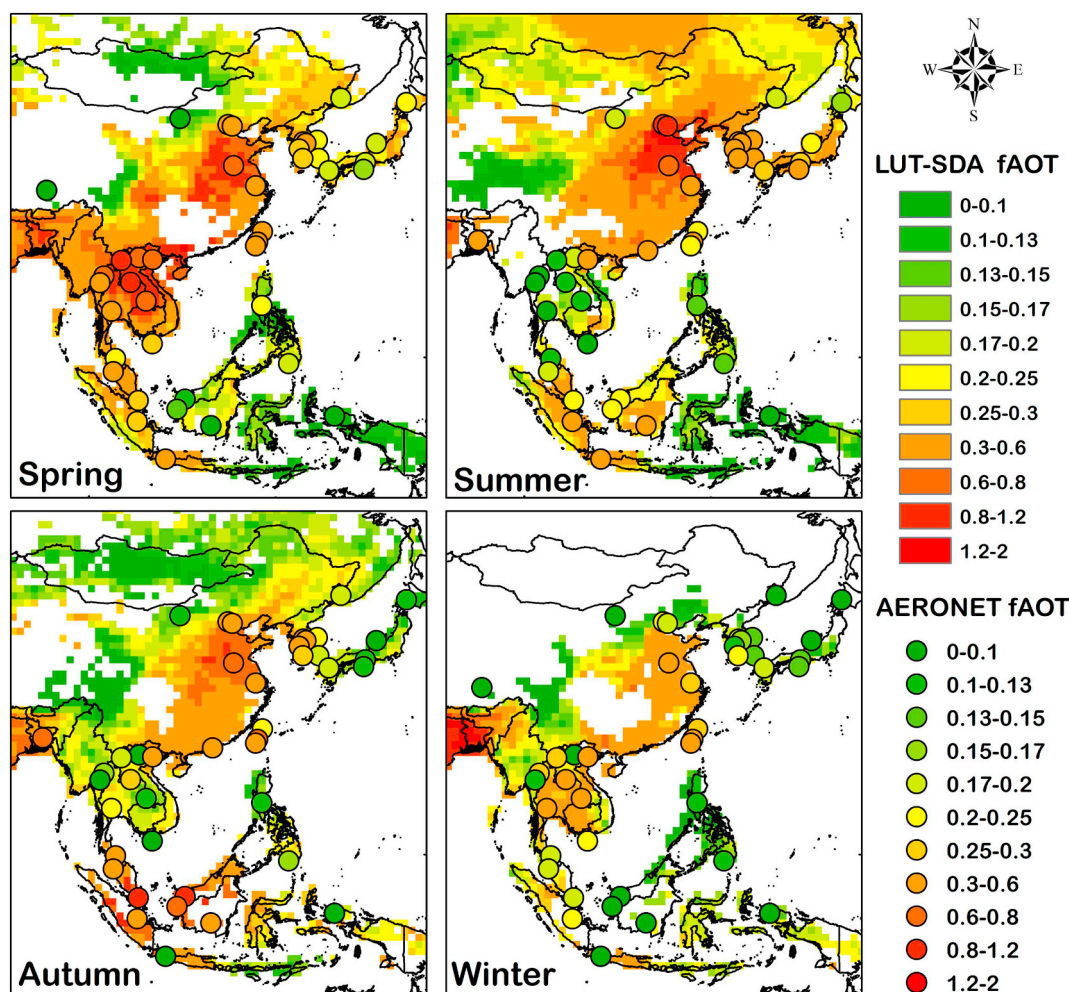 Spring
Summer
Autumn
Winter
N
W E
S
LUT-SDA fAOT
0-0.1
0.1-0.13
0.13-0.15
0.15-0.17
0.17-0.2
0.2-0.25
0.25-0.3
0.3-0.6
0.6-0.8
0.8-1.2
1.2-2
AERONET fAOT
0-0.1
0.1-0.13
0.13-0.15
0.15-0.17
0.17-0.2
0.2-0.25
0.25-0.3
0.3-0.6
0.6-0.8
0.8-1.2
1.2-2